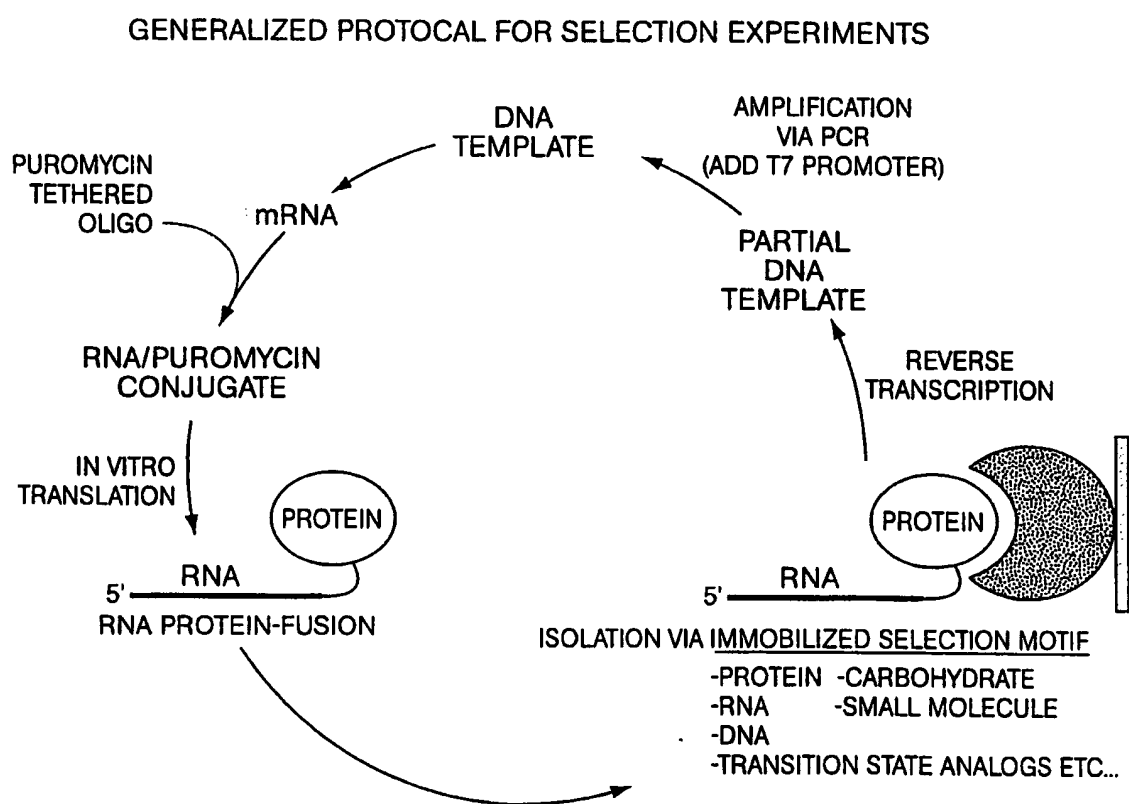 GENERALIZED PROTOCAL FOR SELECTION EXPERIMENTS
DNA
TEMPLATE
AMPLIFICATION
VIA PCR
(ADD T7 PROMOTER)
PUROMYCIN
TETHERED
OLIGO
mRNA
PARTIAL
DNA
TEMPLATE
RNA/PUROMYCIN
CONJUGATE
REVERSE
TRANSCRIPTION
IN VITRO
TRANSLATION
PROTEIN
RNA
5'
RNA PROTEIN-FUSION
PROTEIN
RNA
5'
ISOLATION VIA IMMOBILIZED SELECTION MOTIF
-PROTEIN -CARBOHYDRATE
-RNA -SMALL MOLECULE
-DNA
-TRANSITION STATE ANALOGS ETC...